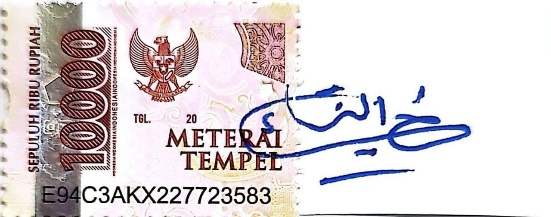 SEPULUH RIBU RUPIAH
10000
TGL. 20
METERAI
TEMPEL
E94C3AKX227723583